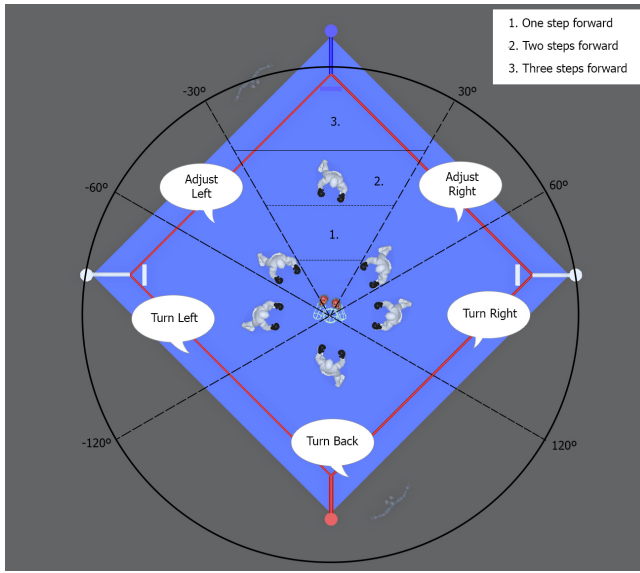 1. One step forward
2. Two steps forward
3. Three steps forward
-30º
30º
3.
Adjust
Left
Adjust
Right
2.
-60º
60º
1.
Turn Left
Turn Right
-120º
120º
Turn Back